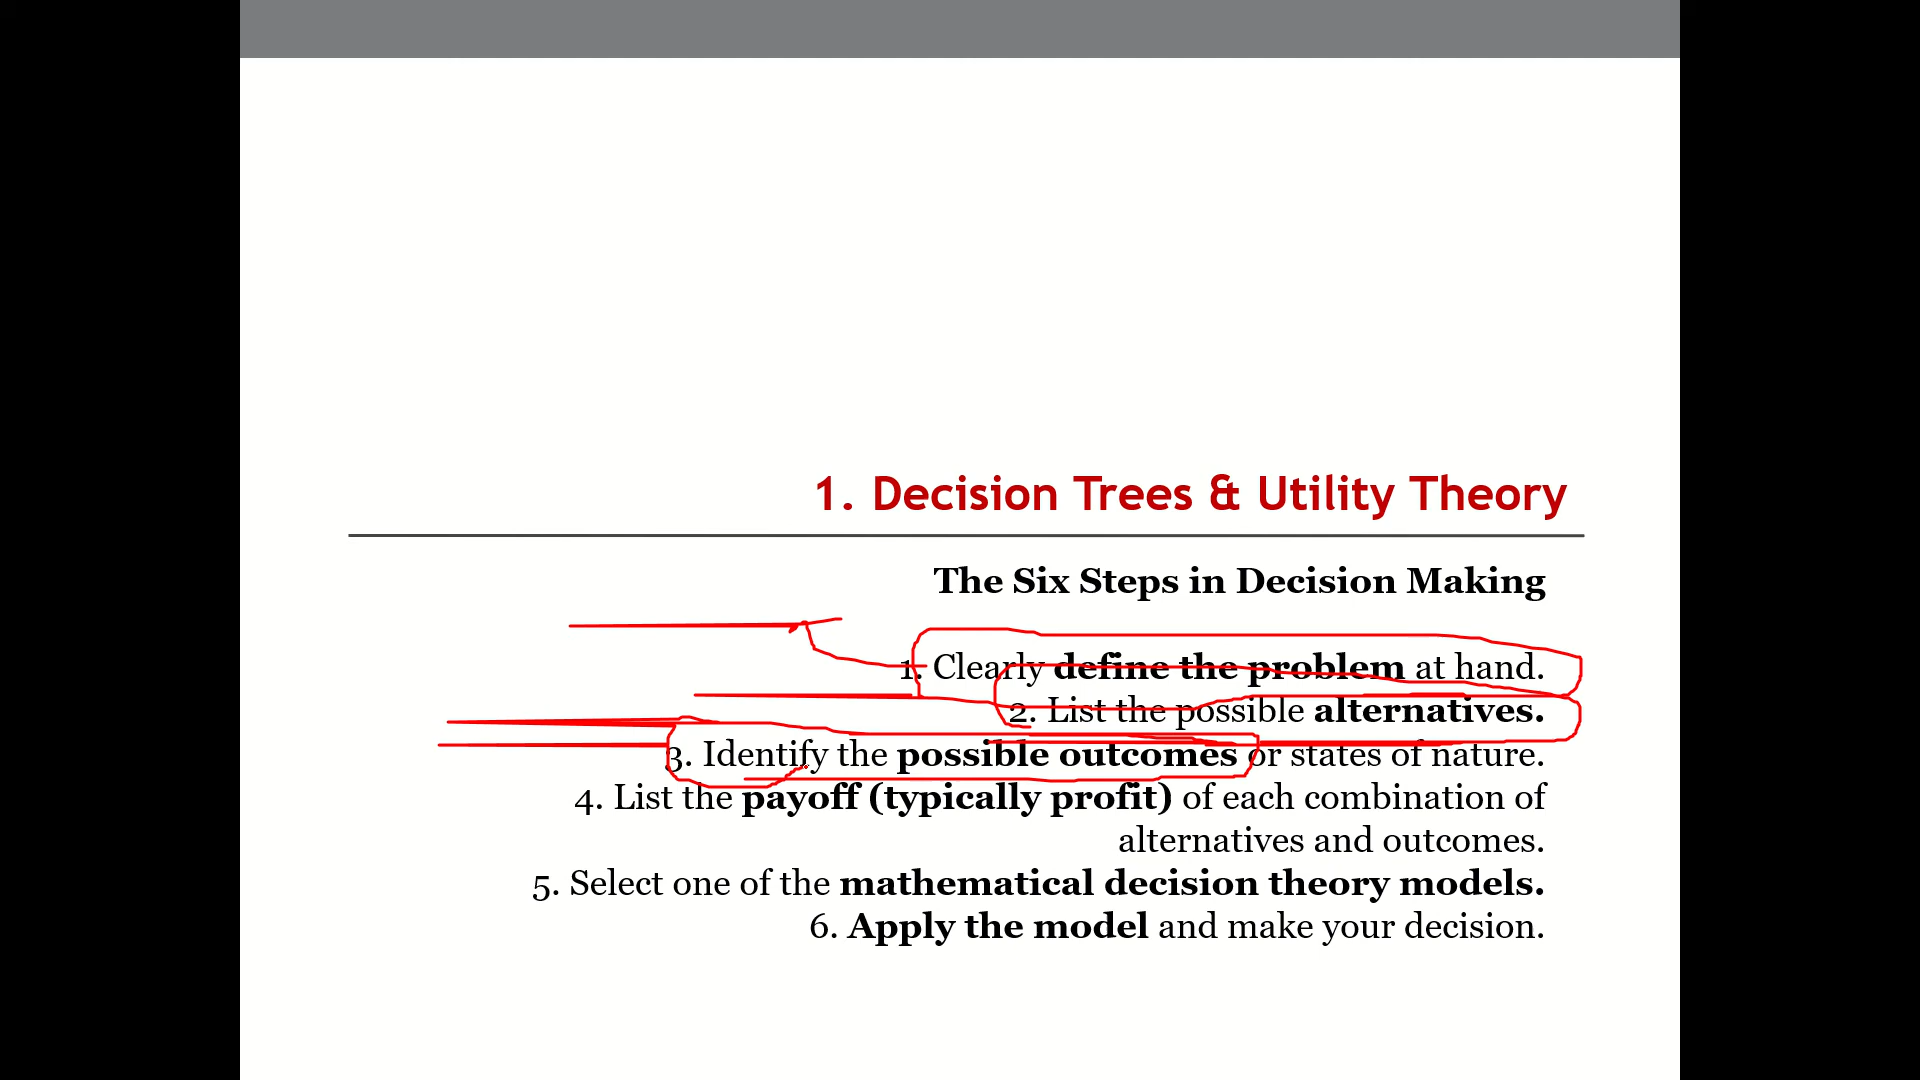 1. Decision Trees & Utility Theory
The Six Steps in Decision Making
1. Clearly define the problem at hand.
2. List the possible alternatives.
3. Identify the possible outcomes or states of nature.
4. List the payoff (typically profit) of each combination of
alternatives and outcomes.
5. Select one of the mathematical decision theory models.
6. Apply the model and make your decision.